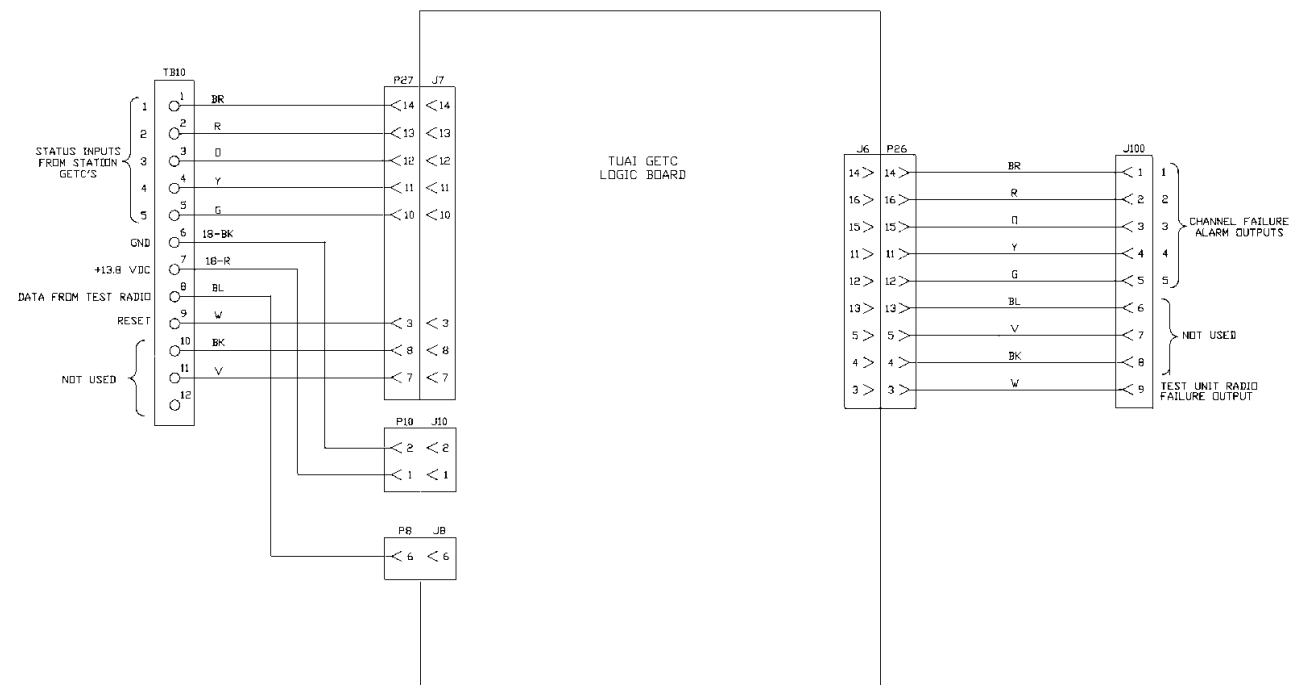 TB10
1 1 BR
2 2 R
3 3 O
4 4 Y
5 5 G
STATUS INPUTS
FROM STATION
GETC'S
GND 6 18-BK
+13.8 VDC 7 18-R
DATA FROM TEST RADIO 8 BL
RESET 9 W
10 BK
11 V
12
NOT USED
P27 J7
14 14
13 13
12 12
11 11
10 10
3 3
8 8
7 7
P10 J10
2 2
1 1
P8 J8
6 6
TUAI GETC
LOGIC BOARD
J6 P26 J100
14 14 BR 1 1
16 16 R 2 2
15 15 O 3 3
11 11 Y 4 4
12 12 G 5 5
13 13 BL 6
5 5 V 7
4 4 BK 8
3 3 W 9
CHANNEL FAILURE
ALARM OUTPUTS
NOT USED
TEST UNIT RADIO
FAILURE OUTPUT